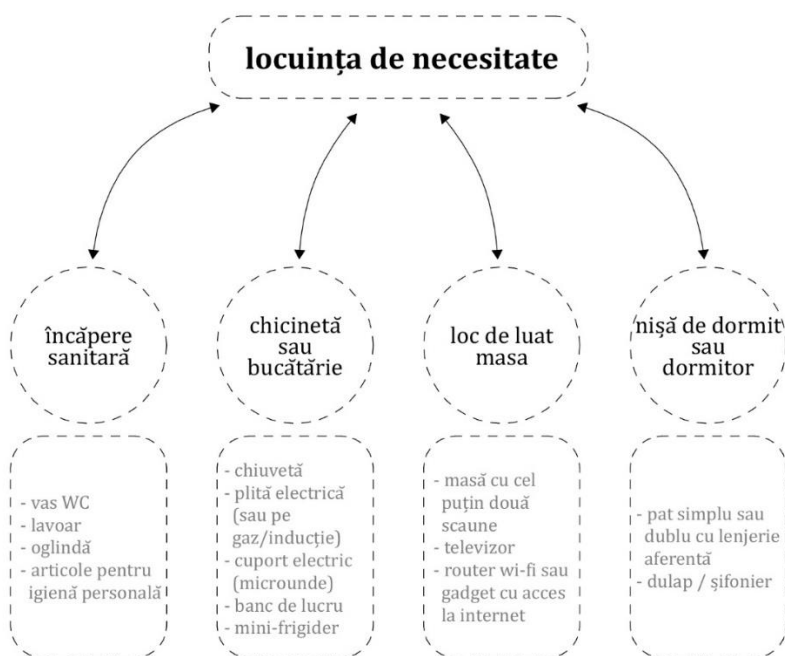 locuința de necesitate
încăpere
sanitară
chicinetă
sau
bucătărie
loc de luat
masa
nișă de dormit
sau
dormitor
- vas WC
- lavoar
- oglindă
- articole pentru
igienă personală
- chiuvetă
- plită electrică
(sau pe
gaz/inducție)
- cuport electric
(microunde)
- banc de lucru
- mini-frigider
- masă cu cel
puțin două
scaune
- televizor
- router wi-fi sau
gadget cu acces
la internet
- pat simplu sau
dublu cu lenjerie
aferentă
- dulap / șifonier